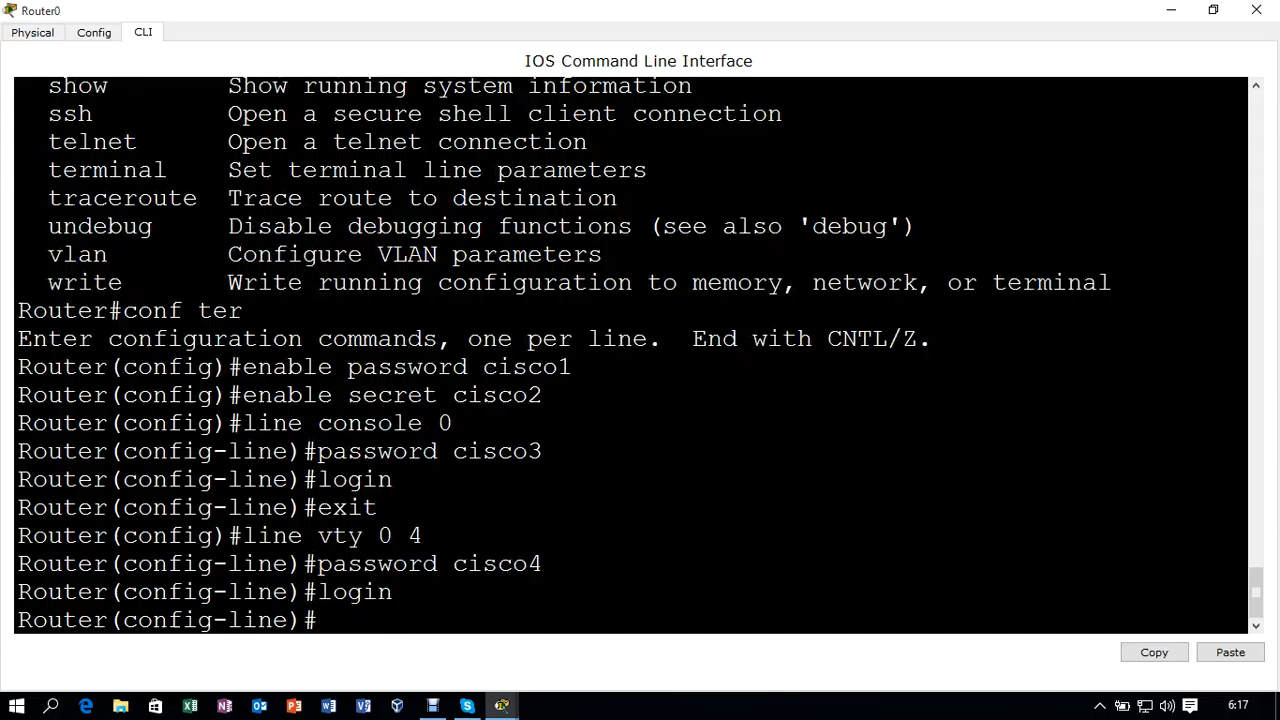 Router0
Physical Config CLI
IOS Command Line Interface
show Show running system information
ssh Open a secure shell client connection
telnet Open a telnet connection
terminal Set terminal line parameters
traceroute Trace route to destination
undebug Disable debugging functions (see also 'debug')
vlan Configure VLAN parameters
write Write running configuration to memory, network, or terminal
Router#conf ter
Enter configuration commands, one per line.  End with CNTL/Z.
Router(config)#enable password cisco1
Router(config)#enable secret cisco2
Router(config)#line console 0
Router(config-line)#password cisco3
Router(config-line)#login
Router(config-line)#exit
Router(config)#line vty 0 4
Router(config-line)#password cisco4
Router(config-line)#login
Router(config-line)#
Copy Paste
6:17